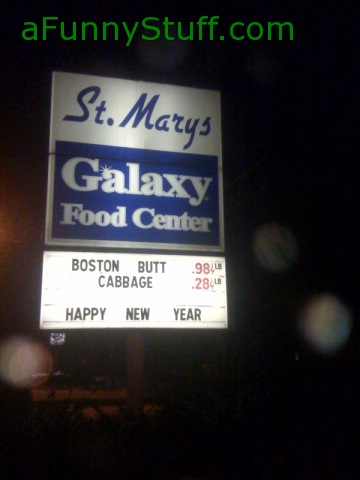 aFunnyStuff.com
St. Marys
Galaxy
Food Center
BOSTON BUTT .98¢ LB
CABBAGE .28¢ LB
HAPPY NEW YEAR